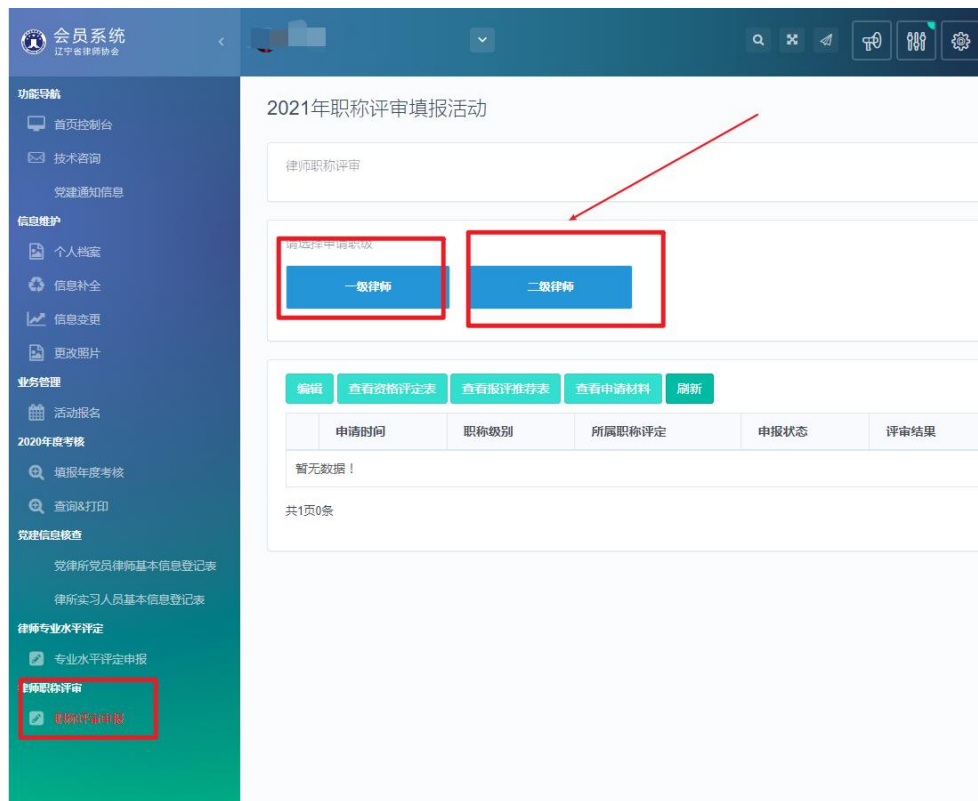 会员系统
辽宁省律师协会
功能导航
首页控制台
技术咨询
党建通知信息
信息维护
个人档案
信息补全
信息变更
更改照片
业务管理
活动报名
2020年度考核
填报年度考核
查询&打印
党建信息核查
党律所党员律师基本信息登记表
律所实习人员基本信息登记表
律师专业水平评定
专业水平评定申报
律师职称评审
职称评审申报
2021年职称评审填报活动
律师职称评审
请选择申请职级
一级律师 二级律师
编辑 查看资格评定表 查看报评推荐表 查看申请材料 刷新
申请时间 职称级别 所属职称评定 申报状态 评审结果
暂无数据！
共1页0条